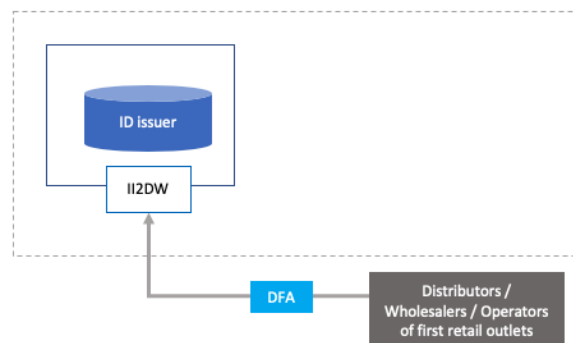 ID issuer
II2DW
DFA
Distributors /
Wholesalers / Operators
of first retail outlets